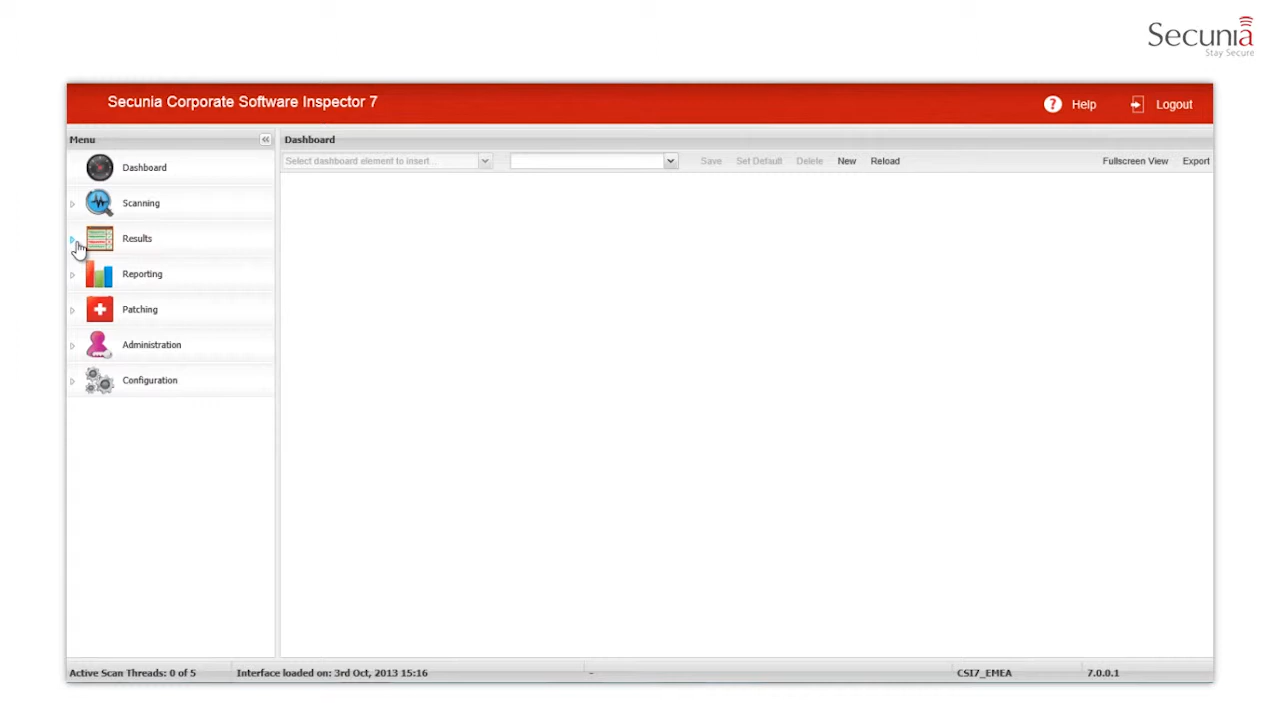 Secunia
Stay Secure
Secunia Corporate Software Inspector 7
? Help
Logout
Menu
Dashboard
Select dashboard element to insert...
Save
Set Default
Delete
New
Reload
Fullscreen View
Export
Dashboard
Scanning
Results
Reporting
Patching
Administration
Configuration
Active Scan Threads: 0 of 5
Interface loaded on: 3rd Oct, 2013 15:16
-
CSI7_EMEA
7.0.0.1